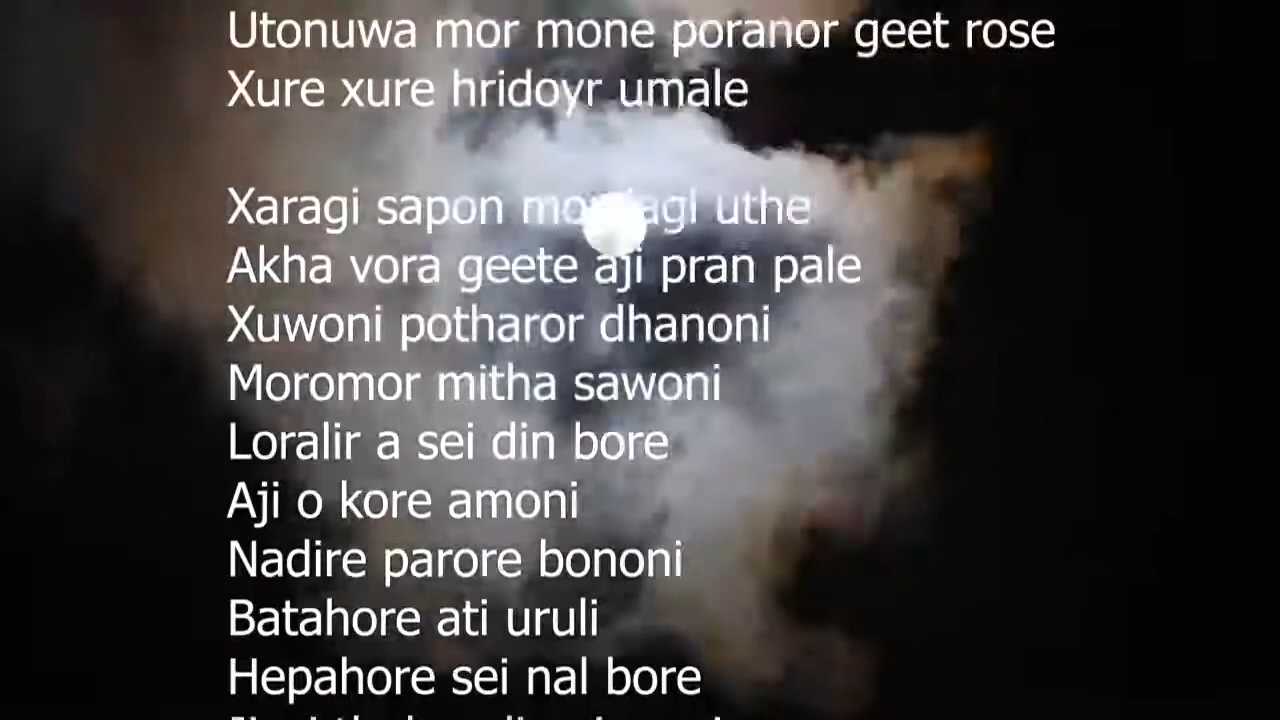 Utonuwa mor mone poranor geet rose
Xure xure hridoyr umale
Xaragi sapon uthe
Akha vora geete aji pran pale
Xuwoni potharor dhanoni
Moromor mitha sawoni
Loralir a sei din bore
Aji o kore amoni
Nadire parore bononi
Batahore ati uruli
Hepahore sei nal bore